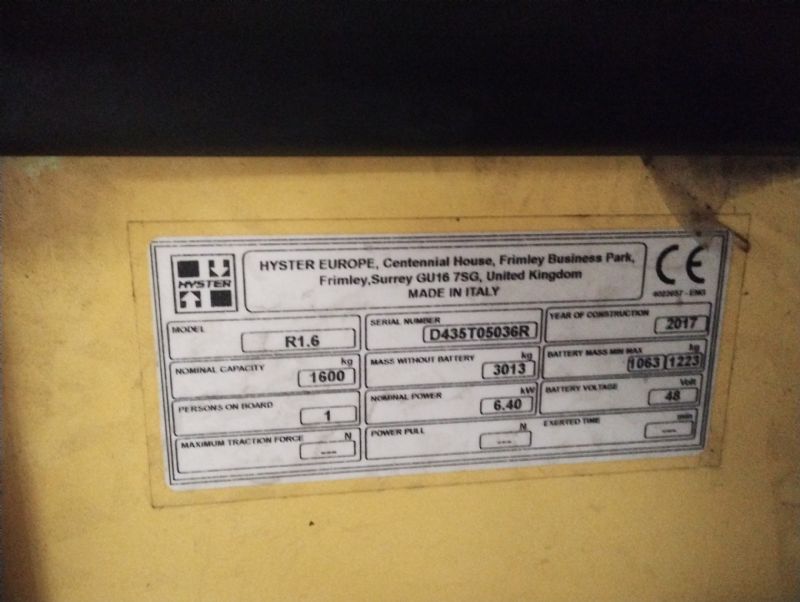 HYSTER
HYSTER EUROPE, Centennial House, Frimley Business Park,
Frimley,Surrey GU16 7SG, United Kingdom
MADE IN ITALY
CE
MODEL
R1.6
SERIAL NUMBER
D435T05036R
YEAR OF CONSTRUCTION
2017
NOMINAL CAPACITY
kg
1600
MASS WITHOUT BATTERY
kg
3013
BATTERY MASS MIN MAX
kg
1063 1223
PERSONS ON BOARD
1
NOMINAL POWER
kW
6.40
BATTERY VOLTAGE
Volt
48
MAXIMUM TRACTION FORCE
N
---
POWER PULL
N
---
EXERTED TIME
min
---